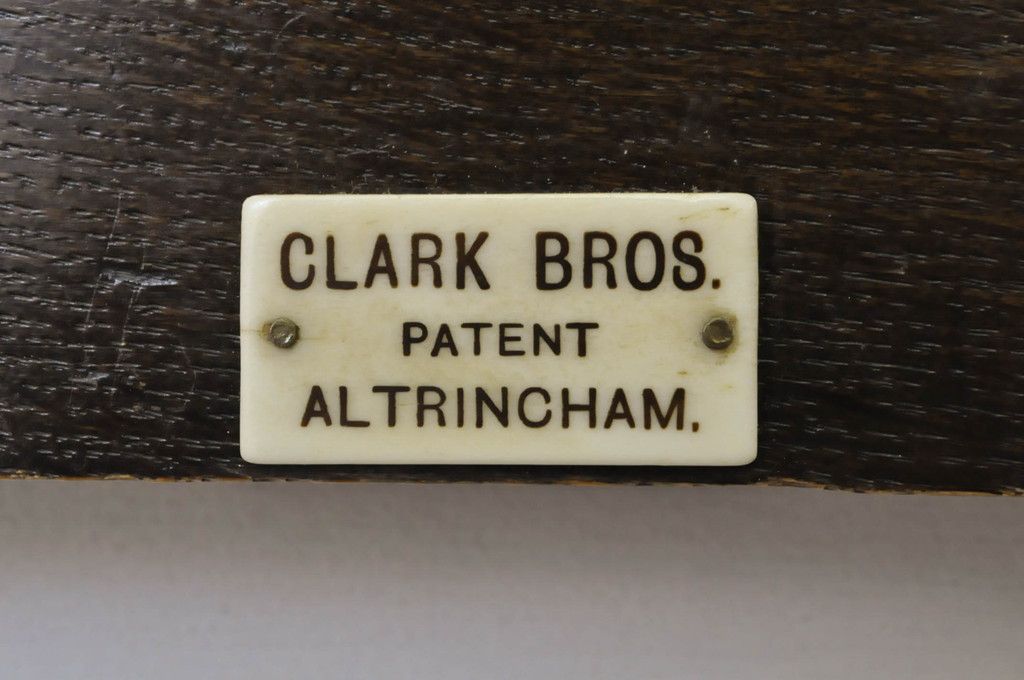 CLARK BROS.
PATENT
ALTRINCHAM.